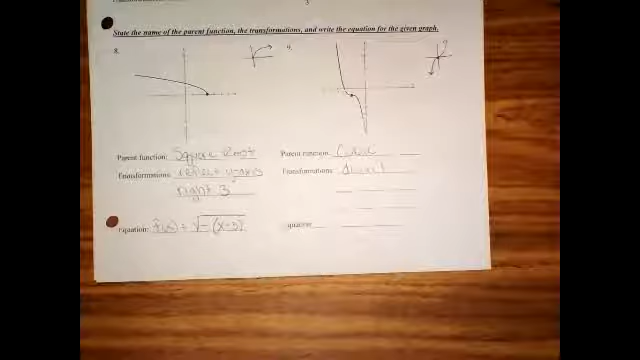 State the name of the parent function, the transformations, and write the equation for the given graph.
8.
9.
Parent function: Square Root
Transformations: reflect y-axis
right 3
Equation: f(x) = √-(x-3)
Parent function: Cubic
Transformations:
equation: